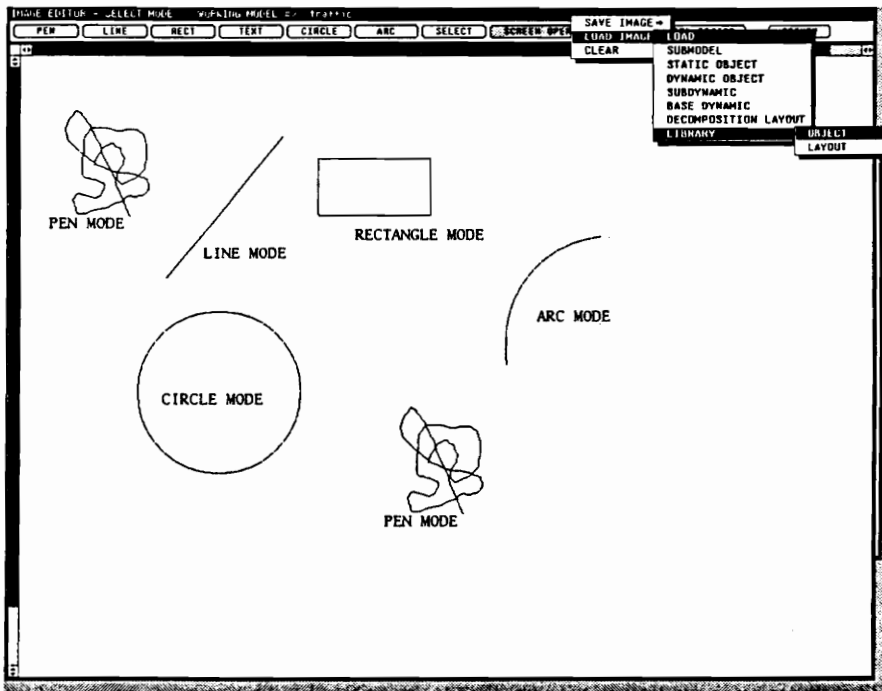 IMAGE EDITOR - SELECT MODE WORKING MODEL => traffic
PEN LINE RECT TEXT CIRCLE ARC SELECT SCREEN OPER
SAVE IMAGE→
LOAD IMAGE
CLEAR
LOAD
SUBMODEL
STATIC OBJECT
DYNAMIC OBJECT
SUBDYNAMIC
BASE DYNAMIC
DECOMPOSITION LAYOUT
LIBRARY
OBJECT
LAYOUT
PEN MODE
LINE MODE
RECTANGLE MODE
ARC MODE
CIRCLE MODE
PEN MODE